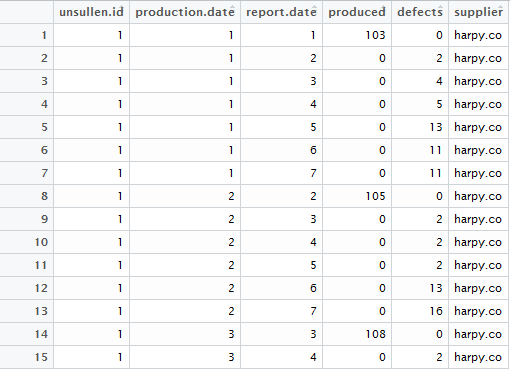 unsullen.id production.date report.date produced defects supplier
1 1 1 1 103 0 harpy.co
2 1 1 2 0 2 harpy.co
3 1 1 3 0 4 harpy.co
4 1 1 4 0 5 harpy.co
5 1 1 5 0 13 harpy.co
6 1 1 6 0 11 harpy.co
7 1 1 7 0 11 harpy.co
8 1 2 2 105 0 harpy.co
9 1 2 3 0 2 harpy.co
10 1 2 4 0 2 harpy.co
11 1 2 5 0 2 harpy.co
12 1 2 6 0 13 harpy.co
13 1 2 7 0 16 harpy.co
14 1 3 3 108 0 harpy.co
15 1 3 4 0 2 harpy.co